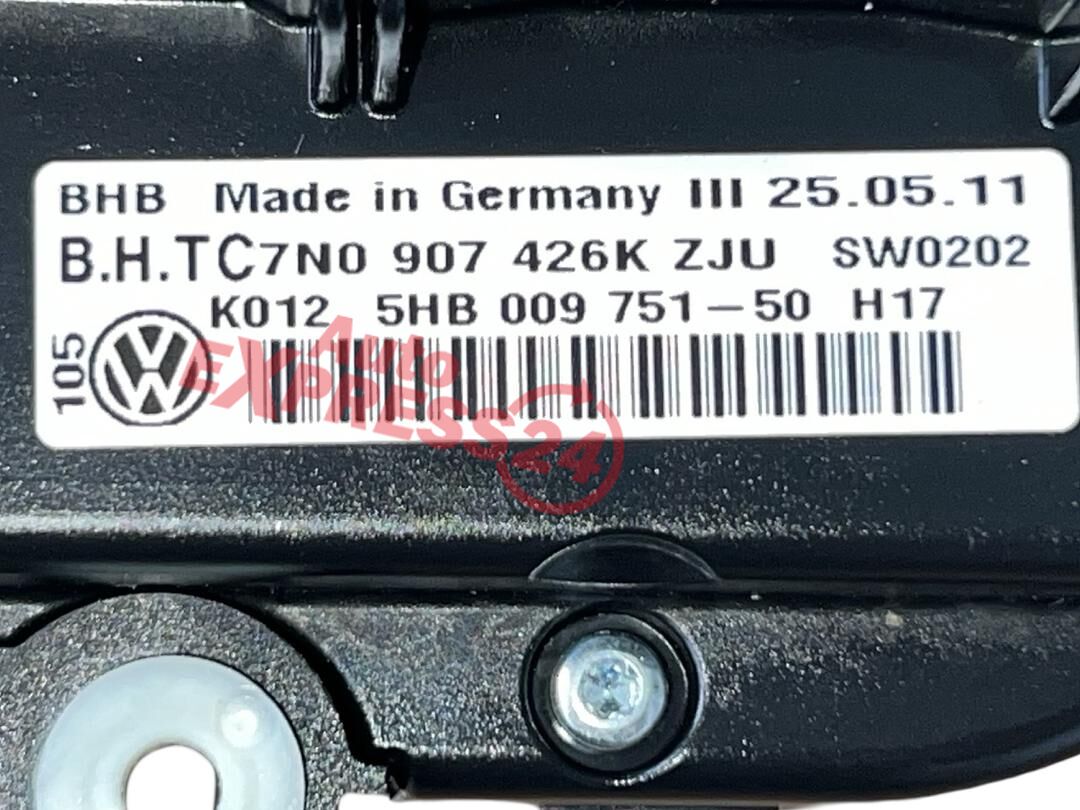 BHB Made in Germany III 25.05.11
B.H.TC7N0 907 426K ZJU SW0202
K012 5HB 009 751-50 H17
105
Auto
EXPRESS24